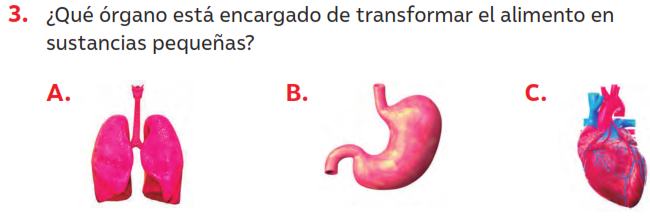 3. ¿Qué órgano está encargado de transformar el alimento en
sustancias pequeñas?
A. B. C.